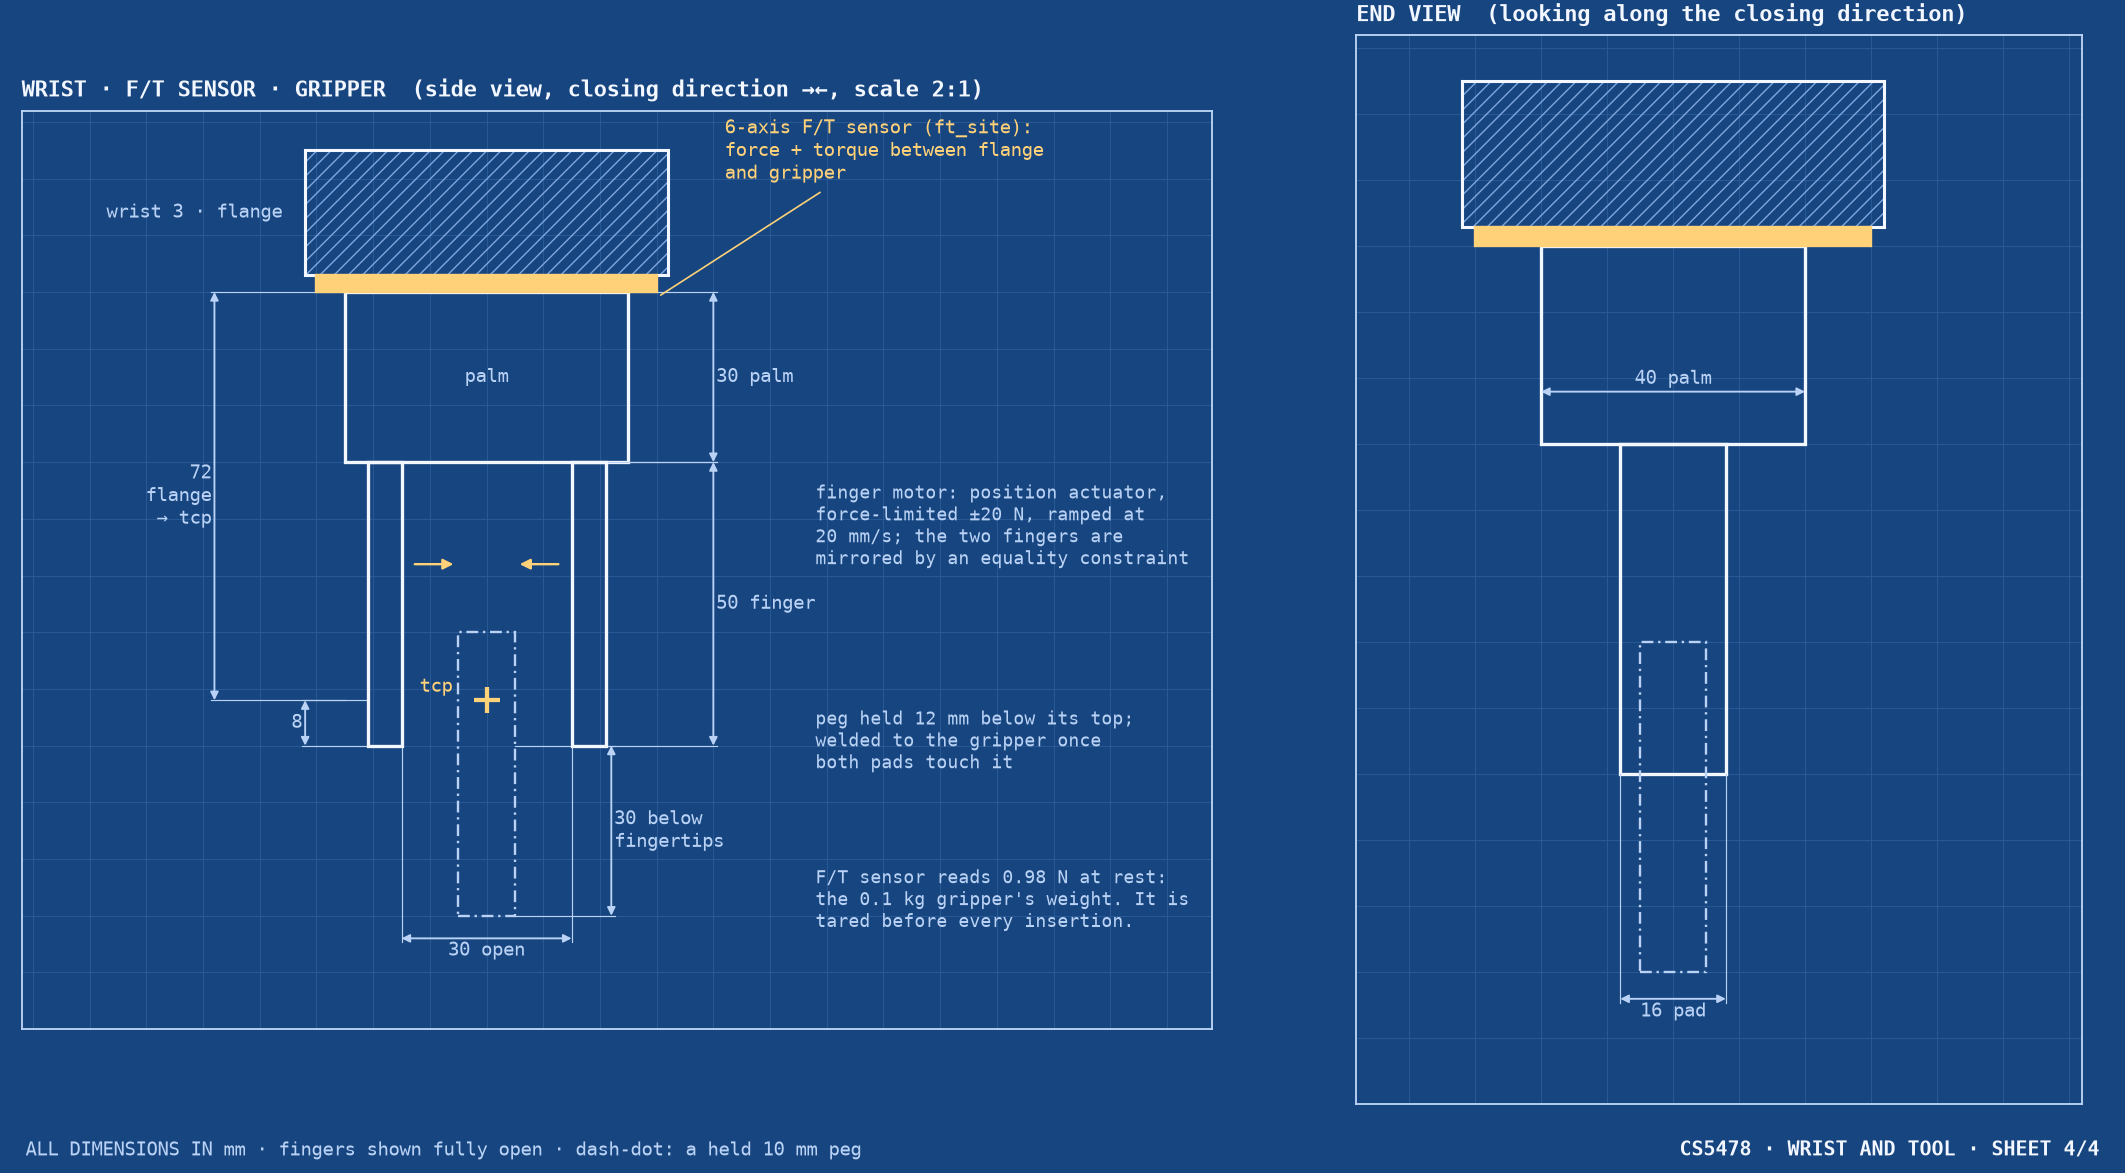 END VIEW  (looking along the closing direction)
WRIST · F/T SENSOR · GRIPPER  (side view, closing direction →←, scale 2:1)
6-axis F/T sensor (ft_site):
force + torque between flange
and gripper
wrist 3 · flange
palm
30 palm
40 palm
72
flange
→ tcp
finger motor: position actuator,
force-limited ±20 N, ramped at
20 mm/s; the two fingers are
mirrored by an equality constraint
50 finger
tcp
8
peg held 12 mm below its top;
welded to the gripper once
both pads touch it
30 below
fingertips
F/T sensor reads 0.98 N at rest:
the 0.1 kg gripper's weight. It is
tared before every insertion.
30 open
16 pad
ALL DIMENSIONS IN mm · fingers shown fully open · dash-dot: a held 10 mm peg
CS5478 · WRIST AND TOOL · SHEET 4/4